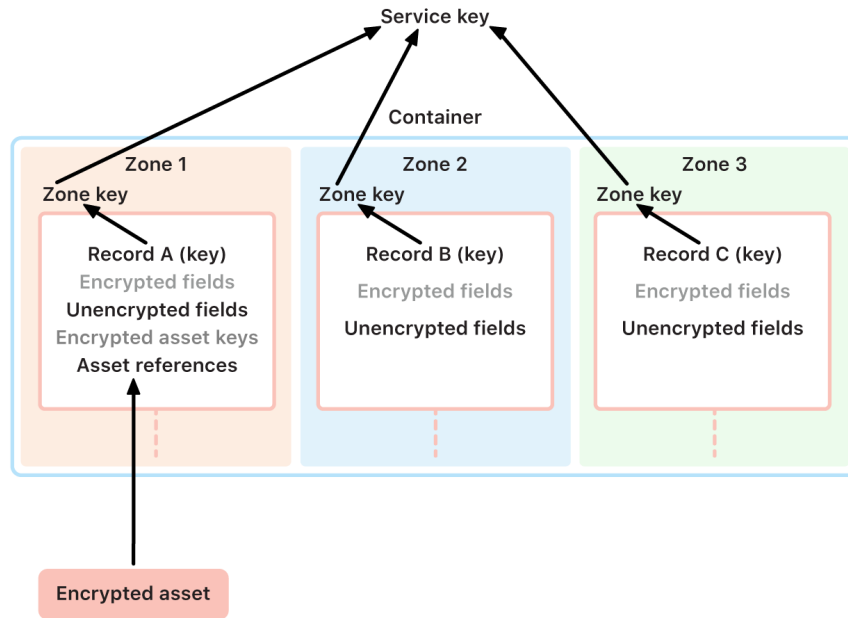 Service key
Container
Zone 1
Zone 2
Zone 3
Zone key
Zone key
Zone key
Record A (key)
Encrypted fields
Unencrypted fields
Encrypted asset keys
Asset references
Record B (key)
Encrypted fields
Unencrypted fields
Record C (key)
Encrypted fields
Unencrypted fields
Encrypted asset